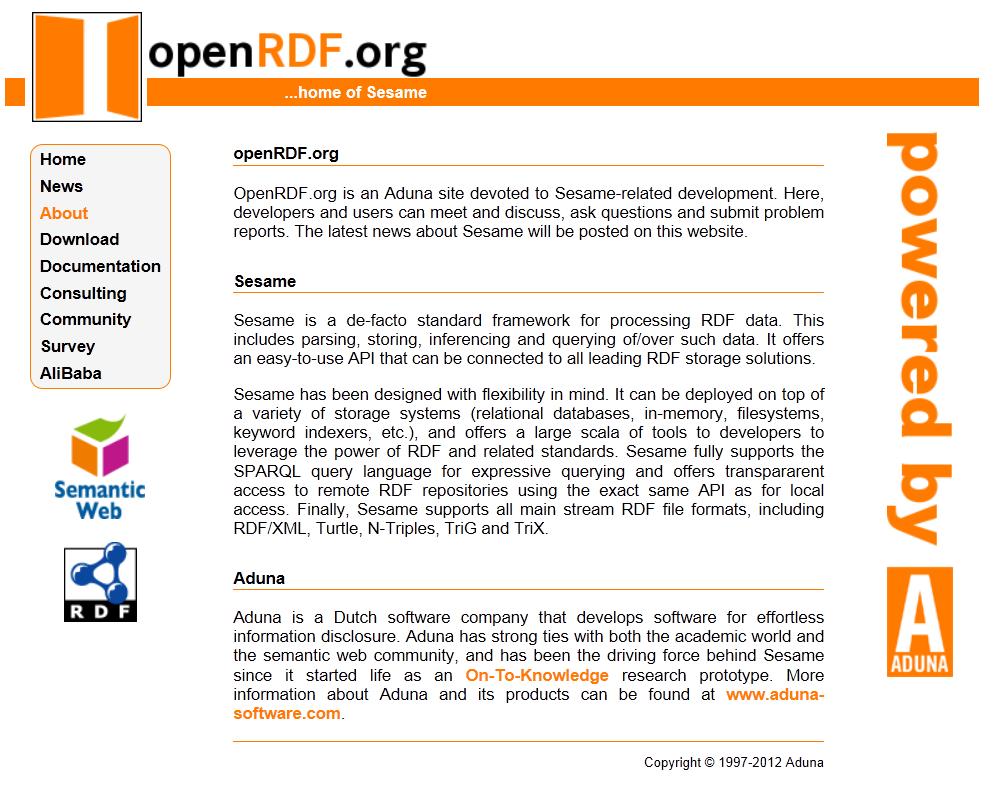 openRDF.org
...home of Sesame
Home
News
About
Download
Documentation
Consulting
Community
Survey
AliBaba
Semantic
Web
RDF
openRDF.org
OpenRDF.org is an Aduna site devoted to Sesame-related development. Here,
developers and users can meet and discuss, ask questions and submit problem
reports. The latest news about Sesame will be posted on this website.
Sesame
Sesame is a de-facto standard framework for processing RDF data. This
includes parsing, storing, inferencing and querying of/over such data. It offers
an easy-to-use API that can be connected to all leading RDF storage solutions.
Sesame has been designed with flexibility in mind. It can be deployed on top of
a variety of storage systems (relational databases, in-memory, filesystems,
keyword indexers, etc.), and offers a large scala of tools to developers to
leverage the power of RDF and related standards. Sesame fully supports the
SPARQL query language for expressive querying and offers transpararent
access to remote RDF repositories using the exact same API as for local
access. Finally, Sesame supports all main stream RDF file formats, including
RDF/XML, Turtle, N-Triples, TriG and TriX.
Aduna
Aduna is a Dutch software company that develops software for effortless
information disclosure. Aduna has strong ties with both the academic world and
the semantic web community, and has been the driving force behind Sesame
since it started life as an On-To-Knowledge research prototype. More
information about Aduna and its products can be found at www.aduna-
software.com.
Copyright © 1997-2012 Aduna
powered by
A
ADUNA